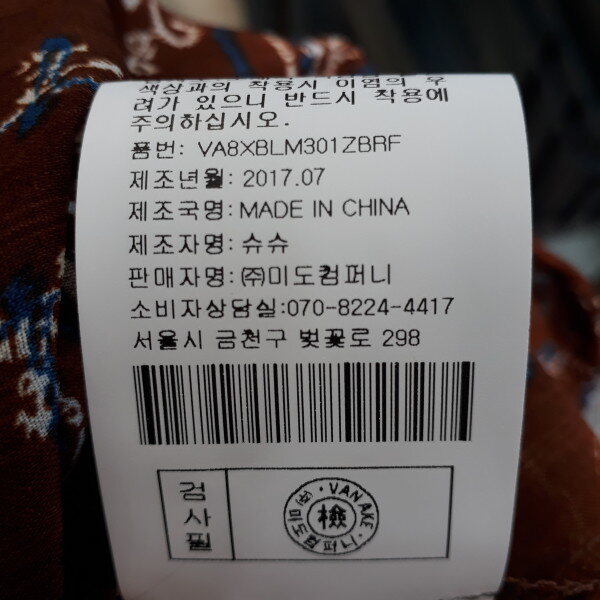 색상과의 착용시 이염의 우
려가 있으니 반드시 착용에
주의하십시오.
품번: VA8XBLM301ZBRF
제조년월: 2017.07
제조국명: MADE IN CHINA
제조자명: 슈슈
판매자명: ㈜미도컴퍼니
소비자상담실:070-8224-4417
서울시 금천구 벚꽃로 298
검사필
VANAKE
檢
㈜미도컴퍼니